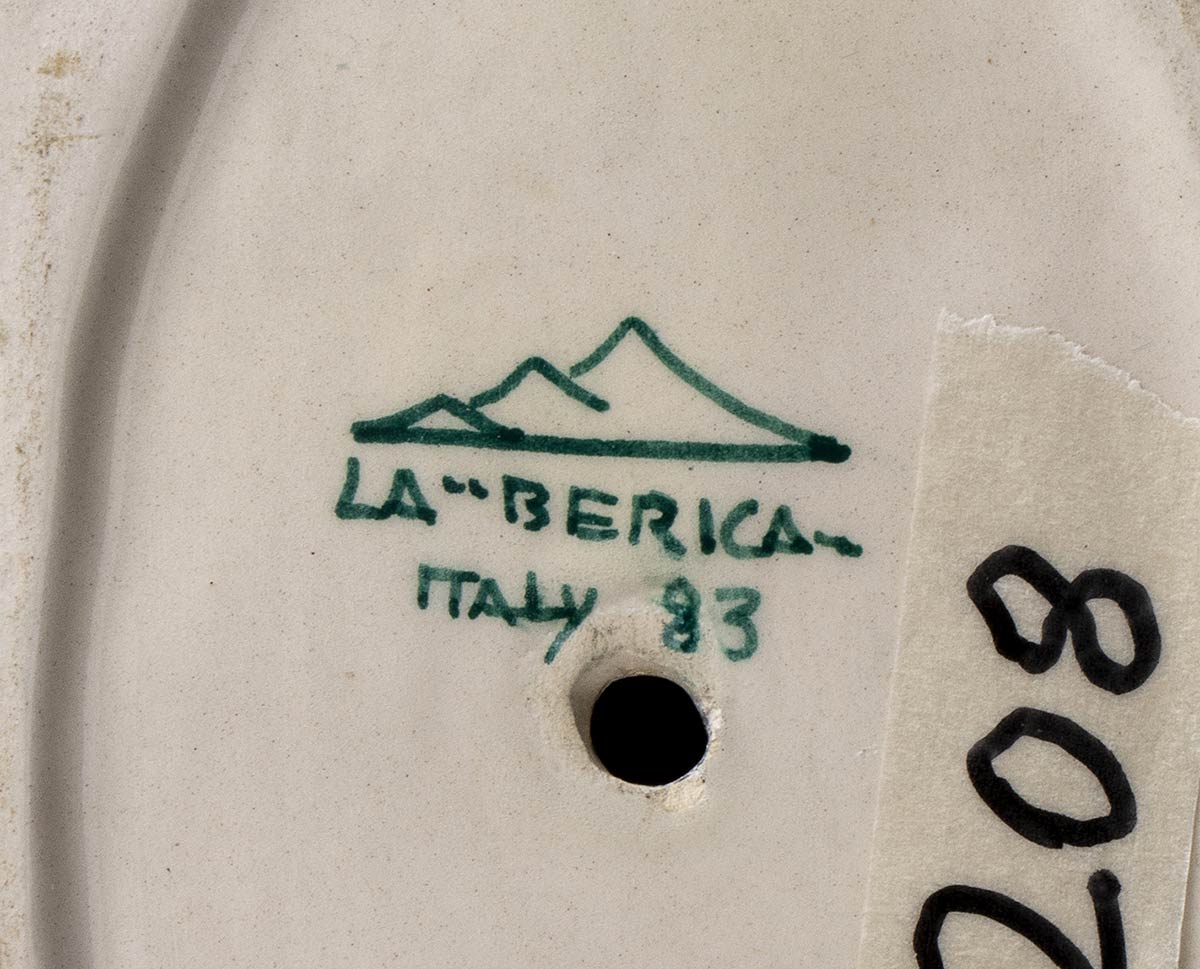 LA "BERICA"
ITALY 83
208